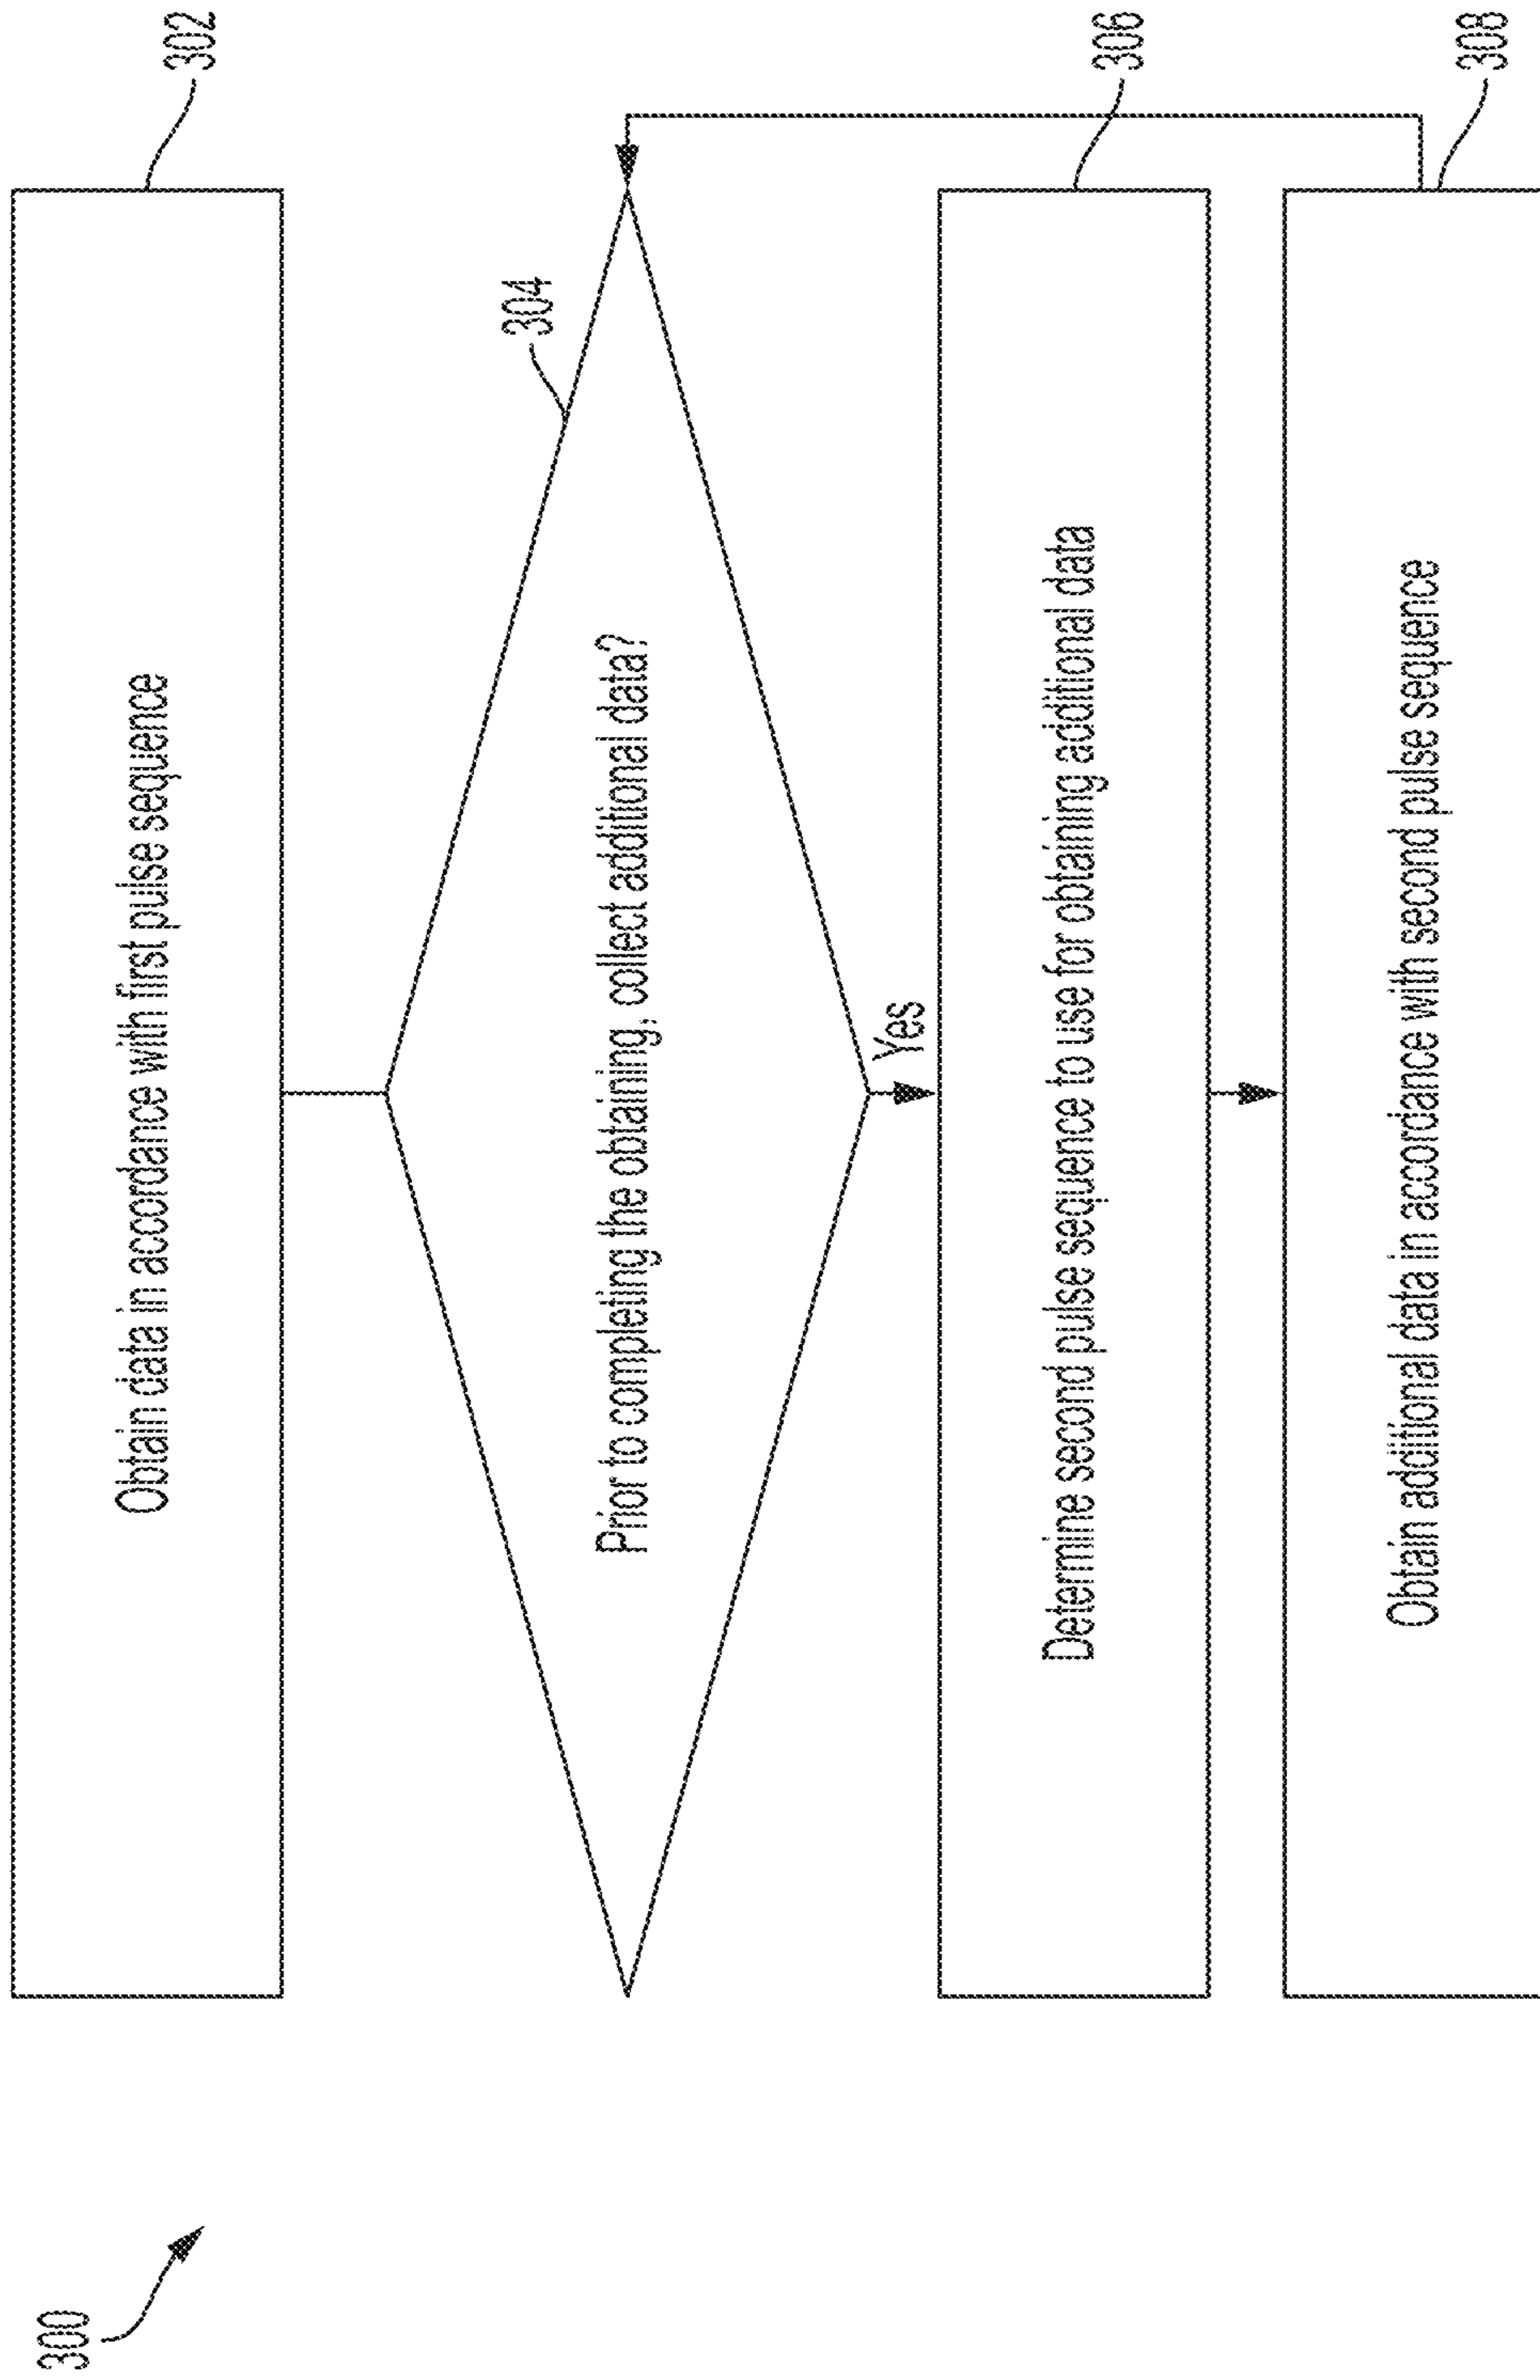 300
Obtain data in accordance with first pulse sequence
302
304
Prior to completing the obtaining, collect additional data?
Yes
Determine second pulse sequence to use for obtaining additional data
306
Obtain additional data in accordance with second pulse sequence
308